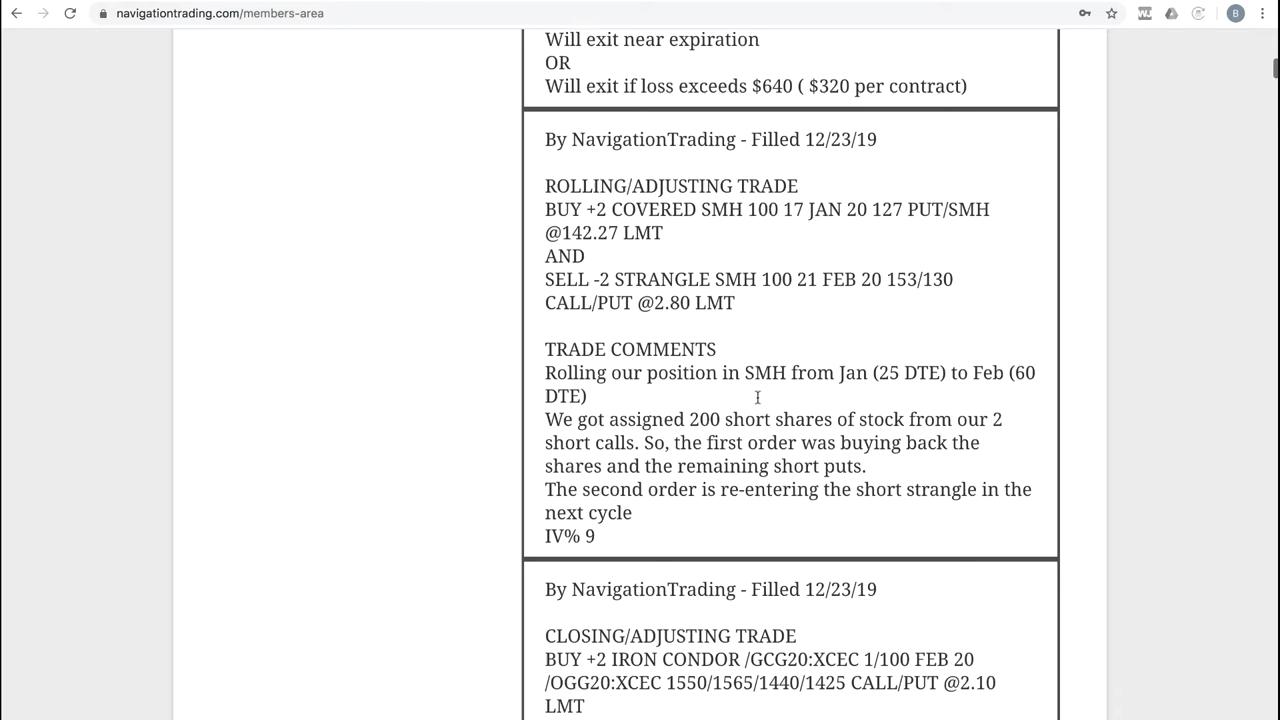 navigationtrading.com/members-area
B
Will exit near expiration
OR
Will exit if loss exceeds $640 ( $320 per contract)
By NavigationTrading - Filled 12/23/19
ROLLING/ADJUSTING TRADE
BUY +2 COVERED SMH 100 17 JAN 20 127 PUT/SMH
@142.27 LMT
AND
SELL -2 STRANGLE SMH 100 21 FEB 20 153/130
CALL/PUT @2.80 LMT
TRADE COMMENTS
Rolling our position in SMH from Jan (25 DTE) to Feb (60
DTE)
We got assigned 200 short shares of stock from our 2
short calls. So, the first order was buying back the
shares and the remaining short puts.
The second order is re-entering the short strangle in the
next cycle
IV% 9
By NavigationTrading - Filled 12/23/19
CLOSING/ADJUSTING TRADE
BUY +2 IRON CONDOR /GCG20:XCEC 1/100 FEB 20
/OGG20:XCEC 1550/1565/1440/1425 CALL/PUT @2.10
LMT